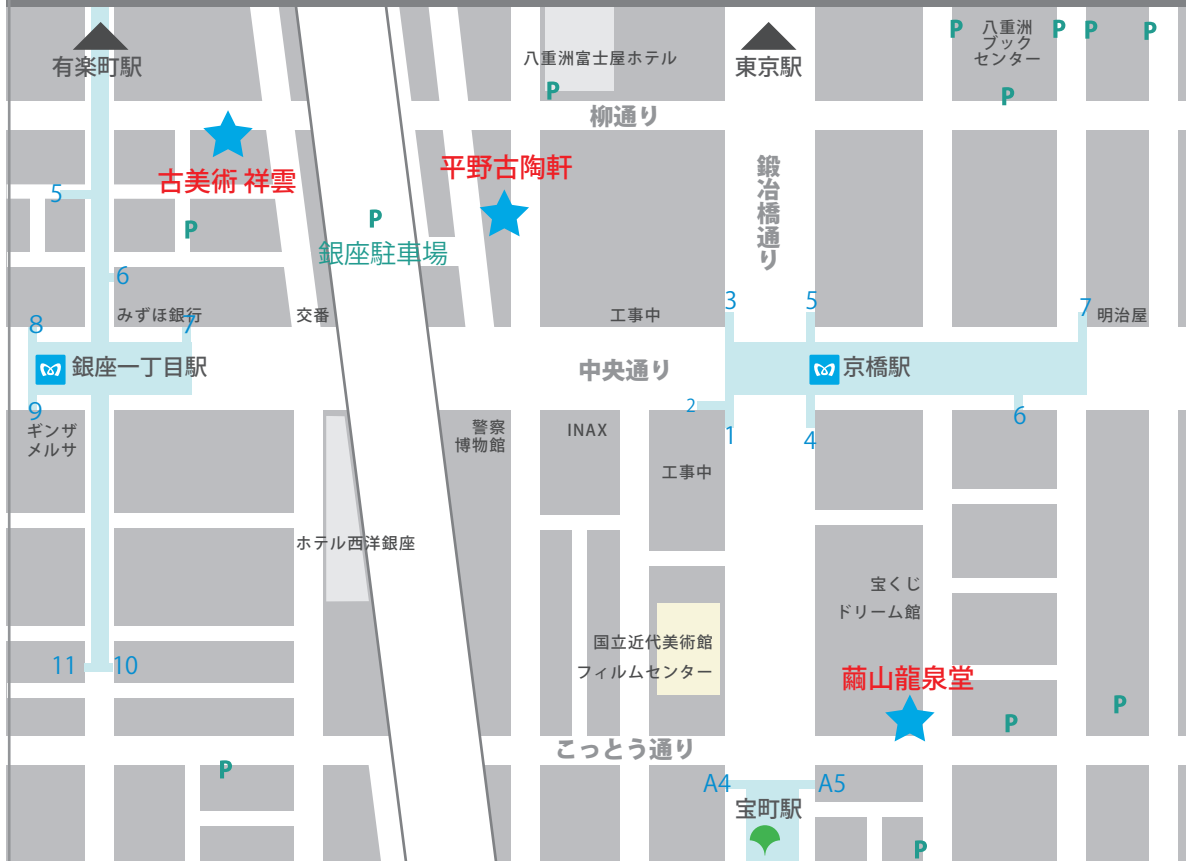 八重洲
ブック
センター
P
P
P
P
P
有楽町駅
八重洲富士屋ホテル
P
東京駅
柳通り
古美術 祥雲
平野古陶軒
鍛冶橋通り
5
P
P
銀座駐車場
6
みずほ銀行
交番
工事中
3
5
7
明治屋
8
7
銀座一丁目駅
中央通り
京橋駅
9
2
1
4
6
ギンザ
メルサ
警察
博物館
INAX
工事中
ホテル西洋銀座
宝くじ
ドリーム館
国立近代美術館
フィルムセンター
11
10
繭山龍泉堂
P
P
こっとう通り
P
A4
A5
宝町駅
P